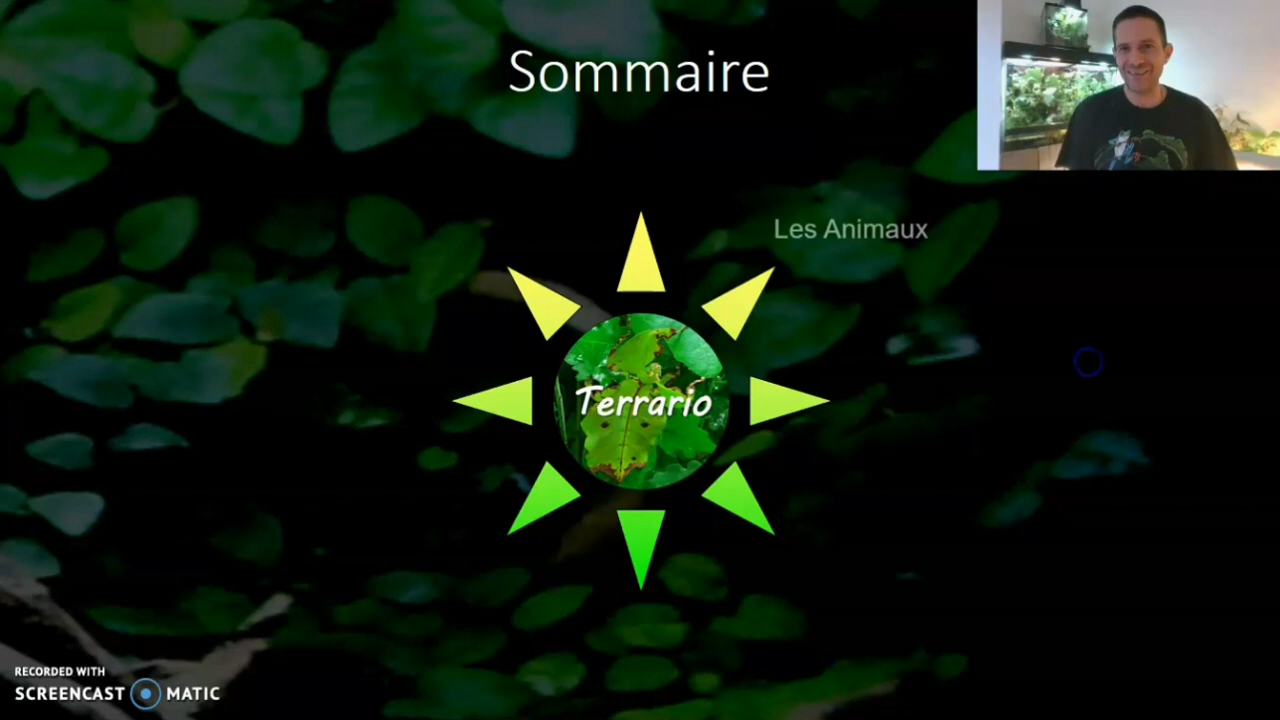 Sommaire
Les Animaux
Terrario
RECORDED WITH
SCREENCAST MATIC